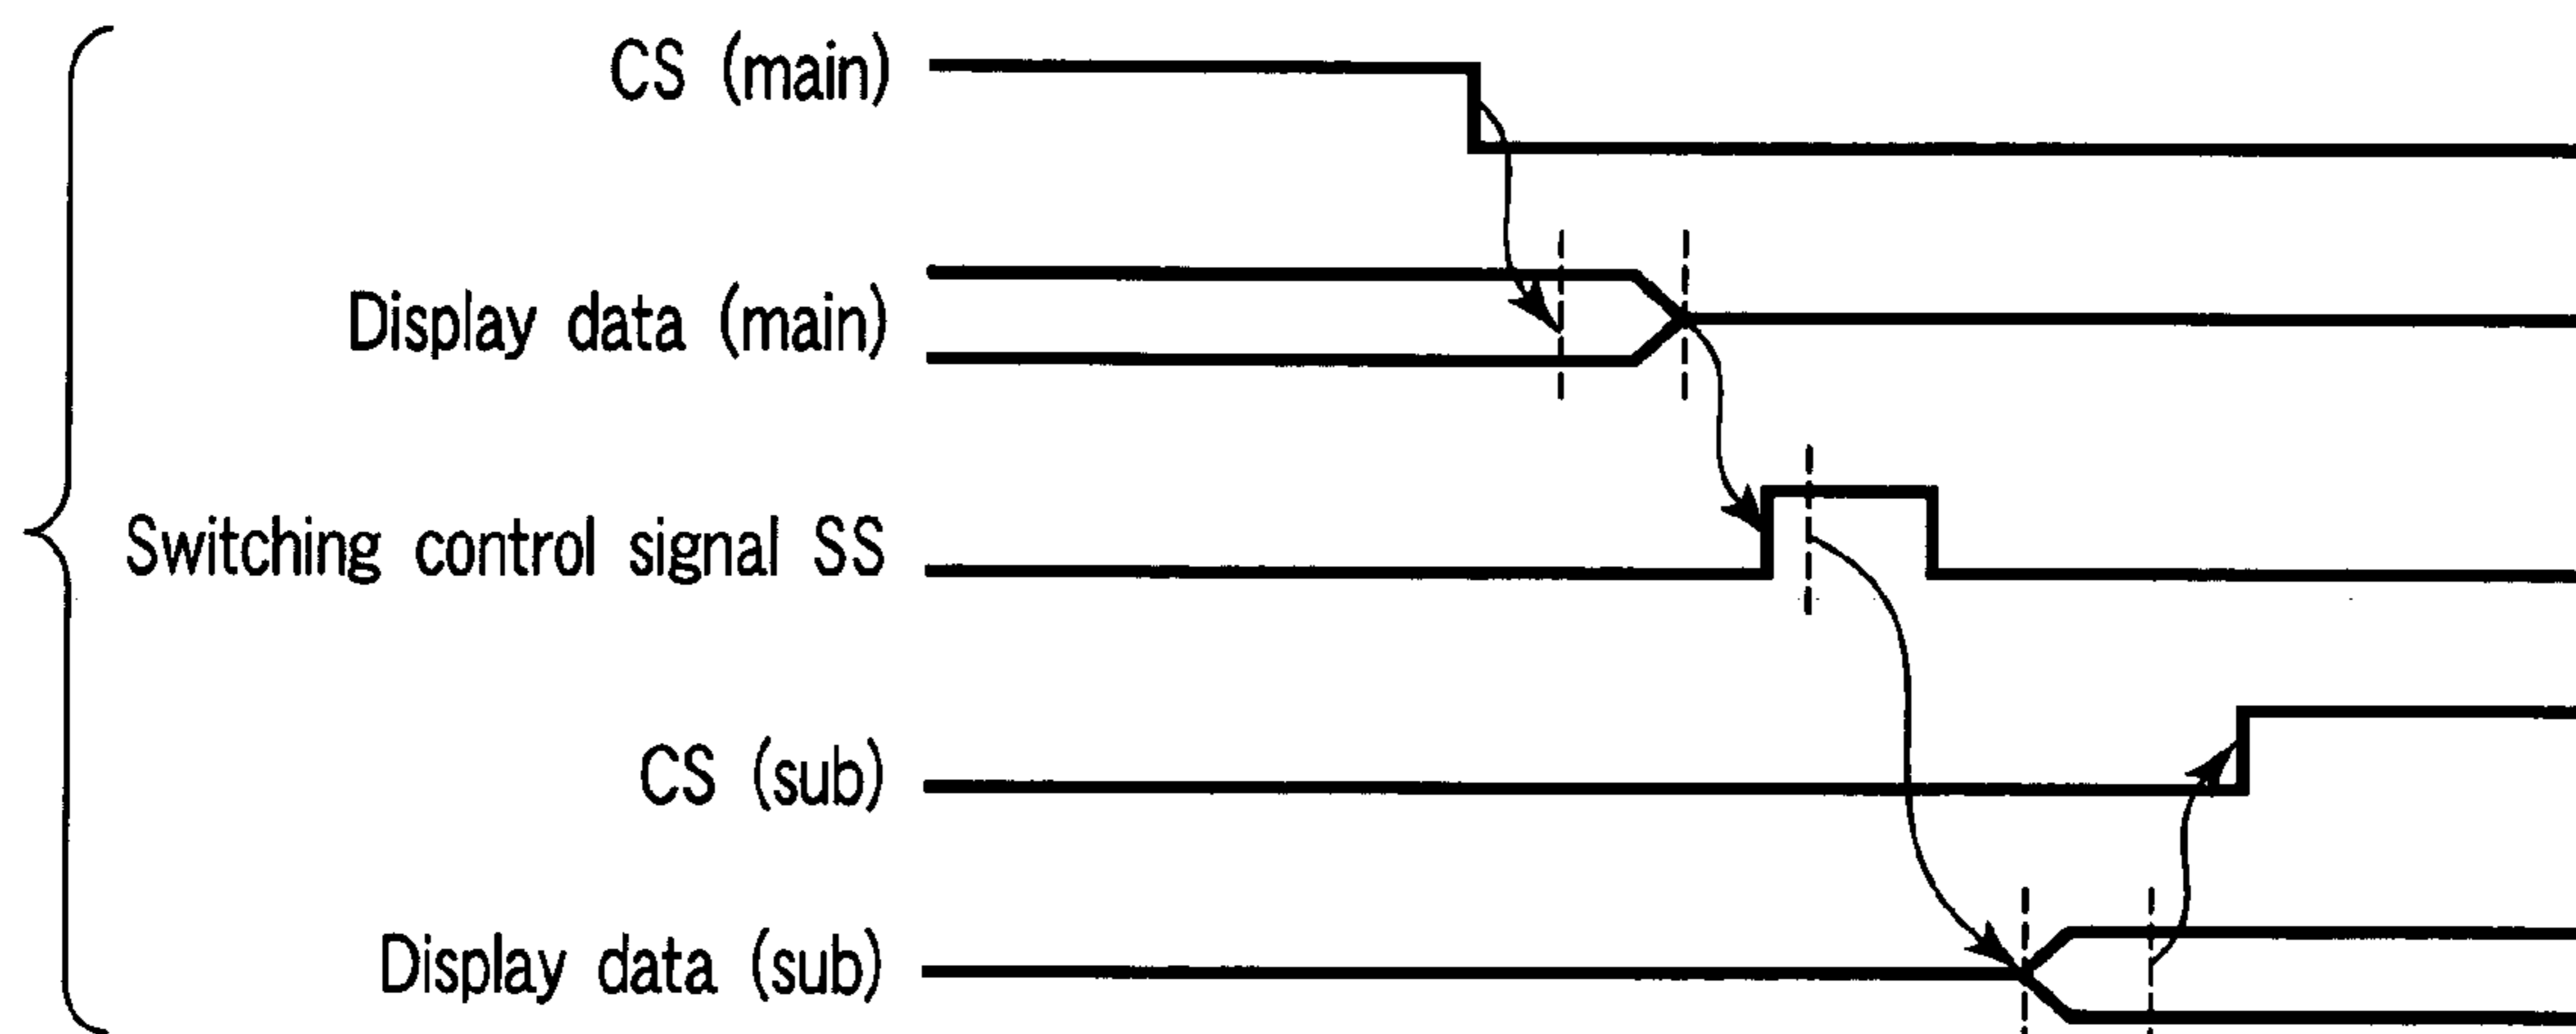 CS (main)
Display data (main)
Switching control signal SS
CS (sub)
Display data (sub)